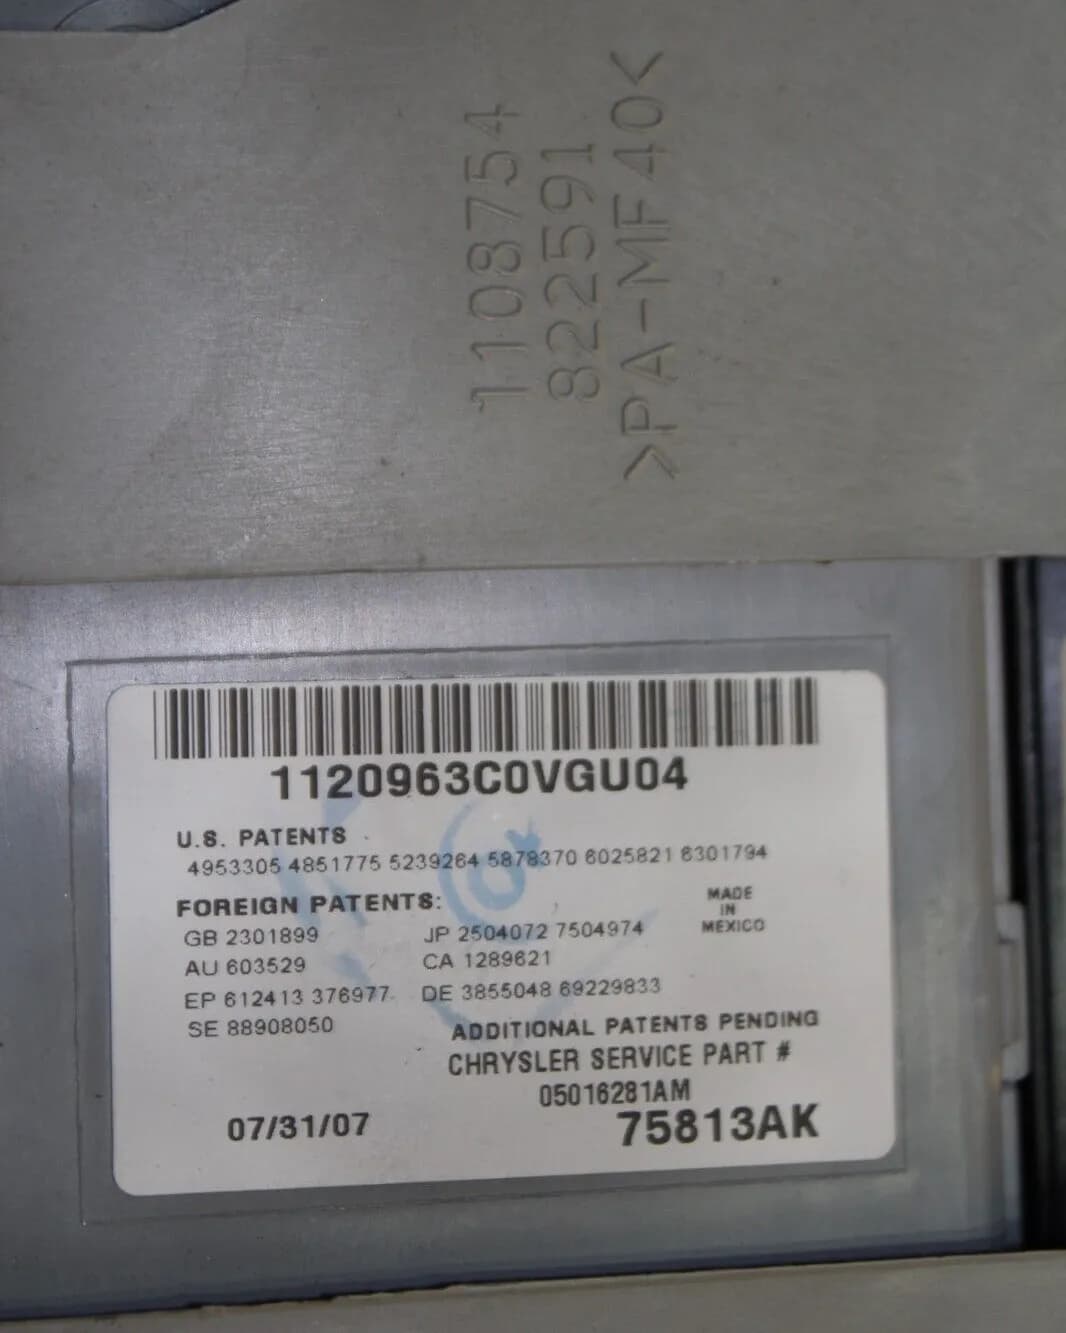 1108754
822591
>PA-MF40<
1120963C0VGU04
U.S. PATENTS
4953305 4851775 5239264 5878370 6025821 6301794
FOREIGN PATENTS:
MADE
IN
MEXICO
GB 2301899 JP 2504072 7504974
AU 603529 CA 1289621
EP 612413 376977 DE 3855048 69229833
SE 88908050
ADDITIONAL PATENTS PENDING
CHRYSLER SERVICE PART #
05016281AM
07/31/07 75813AK